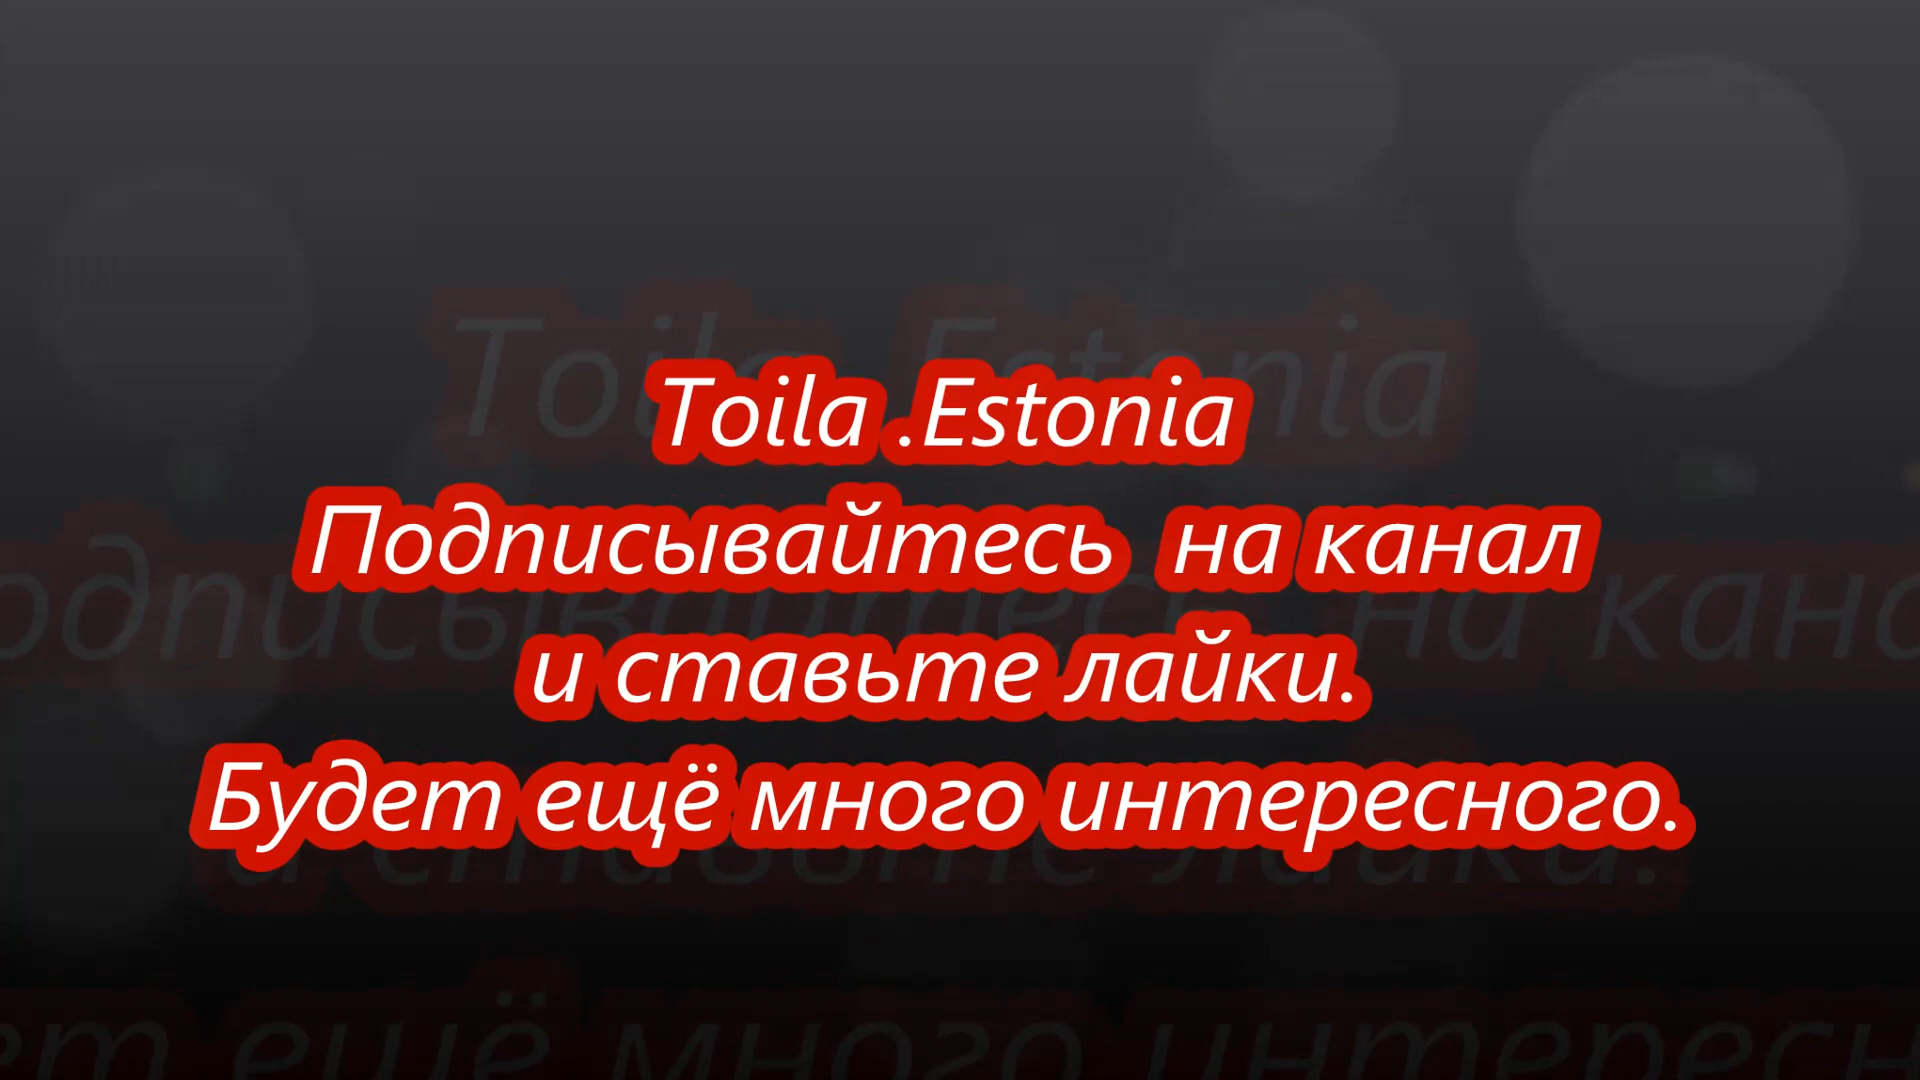 Toila .Estonia
Подписывайтесь  на канал
и ставьте лайки.
Будет ещё много интересного.